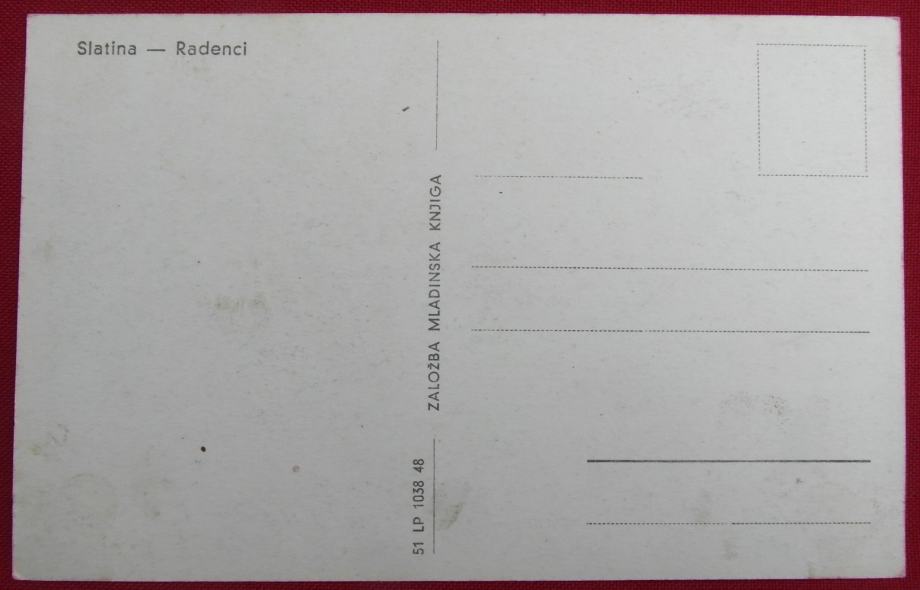 Slatina — Radenci
ZALOŽBA MLADINSKA KNJIGA
51 LP 1038 48